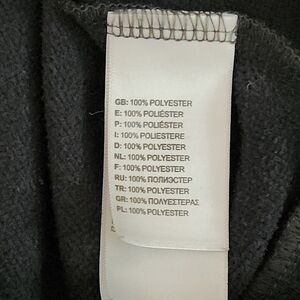 GB: 100% POLYESTER
E: 100% POLIÉSTER
P: 100% POLIÉSTER
I: 100% POLIESTERE
D: 100% POLYESTER
NL: 100% POLYESTER
F: 100% POLYESTER
RU: 100% ПОЛИЭСТЕР
TR: 100% POLYESTER
GR: 100% ΠΟΛΥΕΣΤΕΡΑΣ
PL: 100% POLYESTER